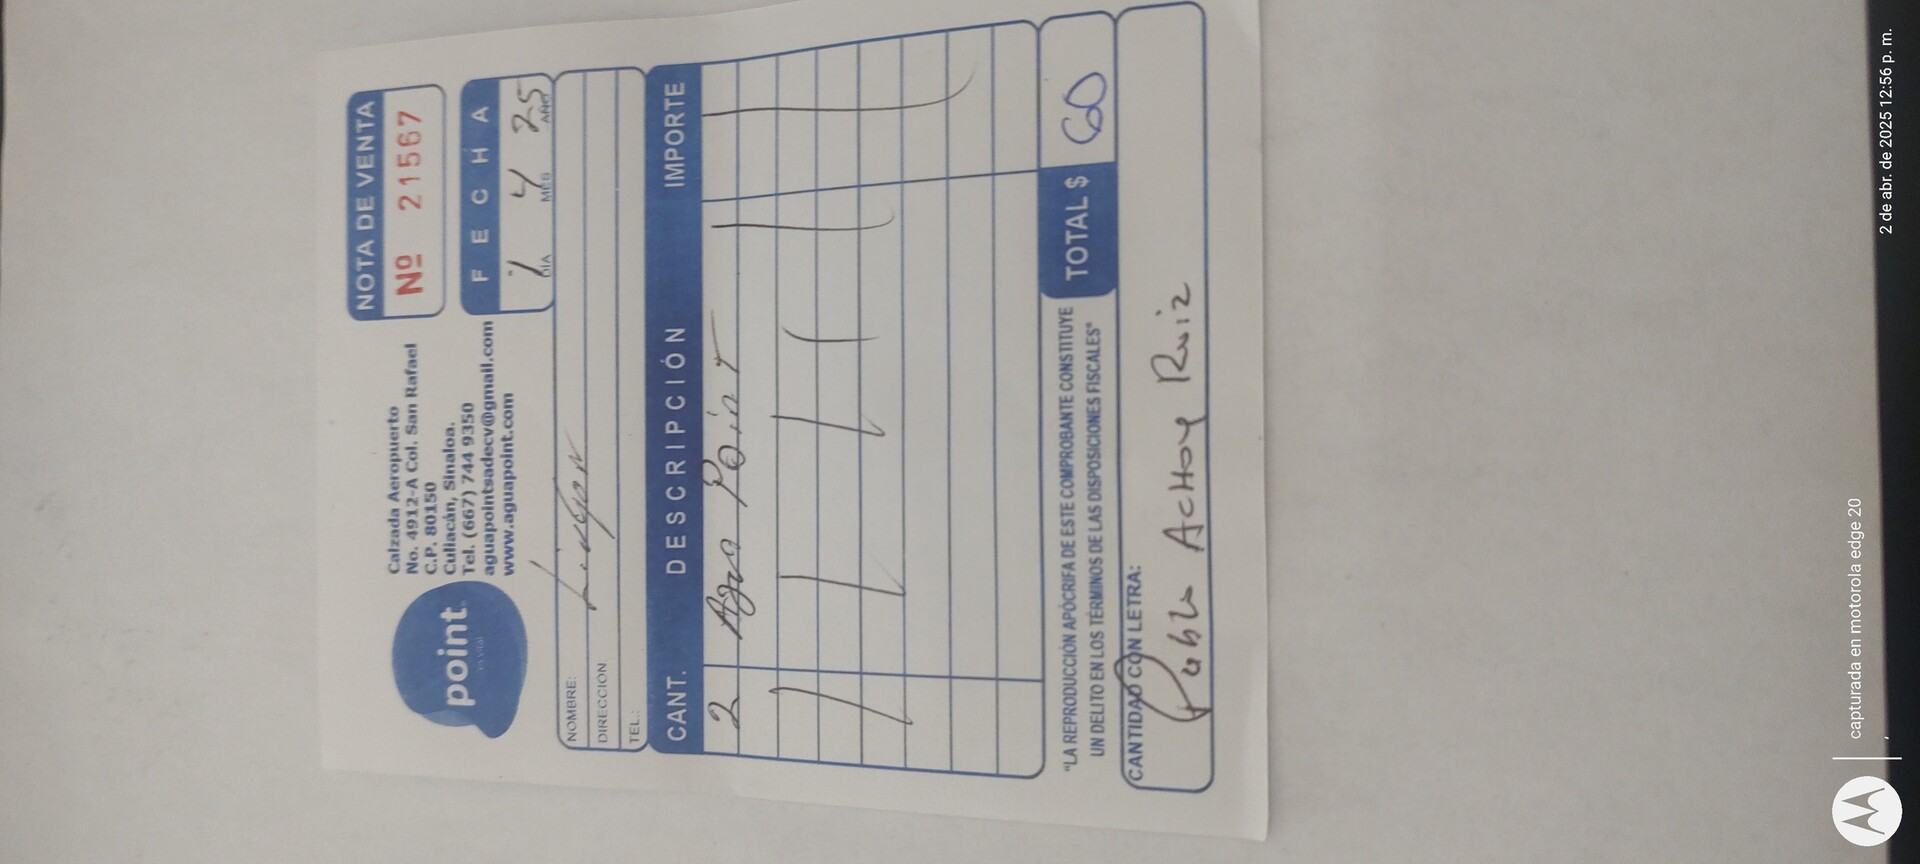 point
Calzada Aeropuerto
No. 4912-A Col. San Rafael
C.P. 80150
Culiacán, Sinaloa.
Tel. (667) 744 9350
aguapointsadecv@gmail.com
www.aguapoint.com
NOTA DE VENTA
Nº 21567
FECHA
1 4 25
DIA MES AÑO
NOMBRE:
DIRECCION
TEL.:
CANT. DESCRIPCIÓN IMPORTE
2 Agua Point
"LA REPRODUCCIÓN APÓCRIFA DE ESTE COMPROBANTE CONSTITUYE
UN DELITO EN LOS TÉRMINOS DE LAS DISPOSICIONES FISCALES"
TOTAL $ 60
CANTIDAD CON LETRA:
Pablo Achoy Ruiz
capturada en motorola edge 20
2 de abr. de 2025 12:56 p. m.